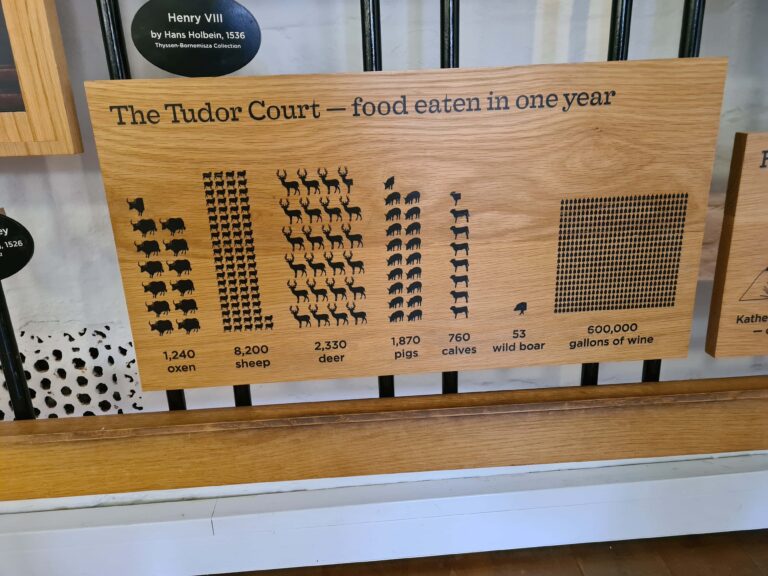 Henry VIII
by Hans Holbein, 1536
Thyssen-Bornemisza Collection
The Tudor Court – food eaten in one year
1,240
oxen
8,200
sheep
2,330
deer
1,870
pigs
760
calves
53
wild boar
600,000
gallons of wine
, 1526
Kathe